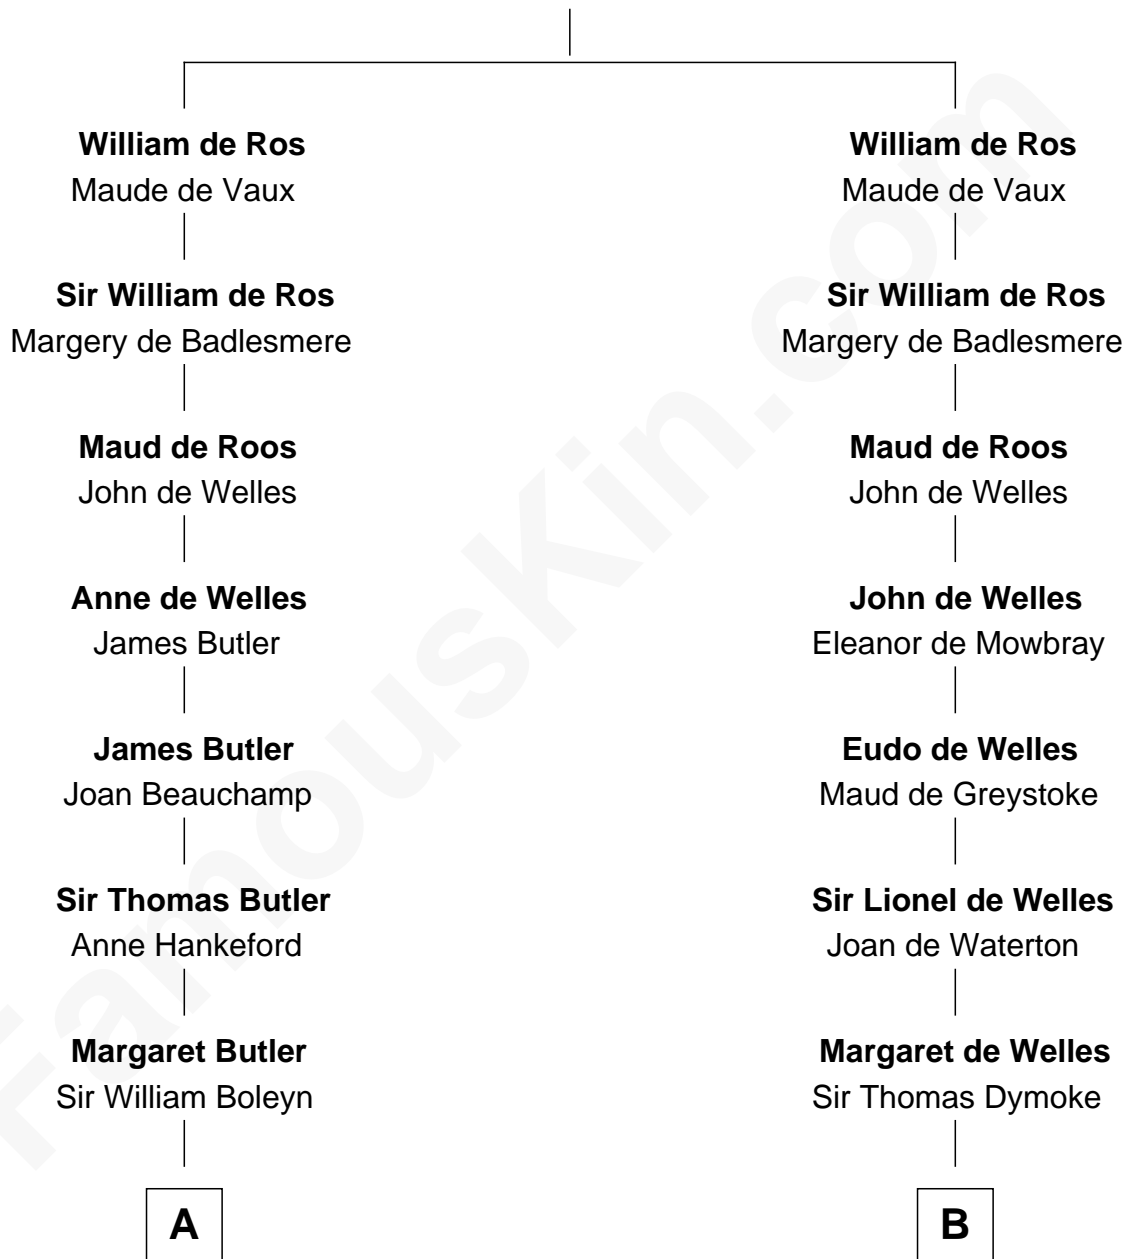 William de Ros
Maude de Vaux
Sir William de Ros
Margery de Badlesmere
Maud de Roos
John de Welles
Anne de Welles
James Butler
James Butler
Joan Beauchamp
Sir Thomas Butler
Anne Hankeford
Margaret Butler
Sir William Boleyn
A
William de Ros
Maude de Vaux
Sir William de Ros
Margery de Badlesmere
Maud de Roos
John de Welles
John de Welles
Eleanor de Mowbray
Eudo de Welles
Maud de Greystoke
Sir Lionel de Welles
Joan de Waterton
Margaret de Welles
Sir Thomas Dymoke
B
FamousKin.com